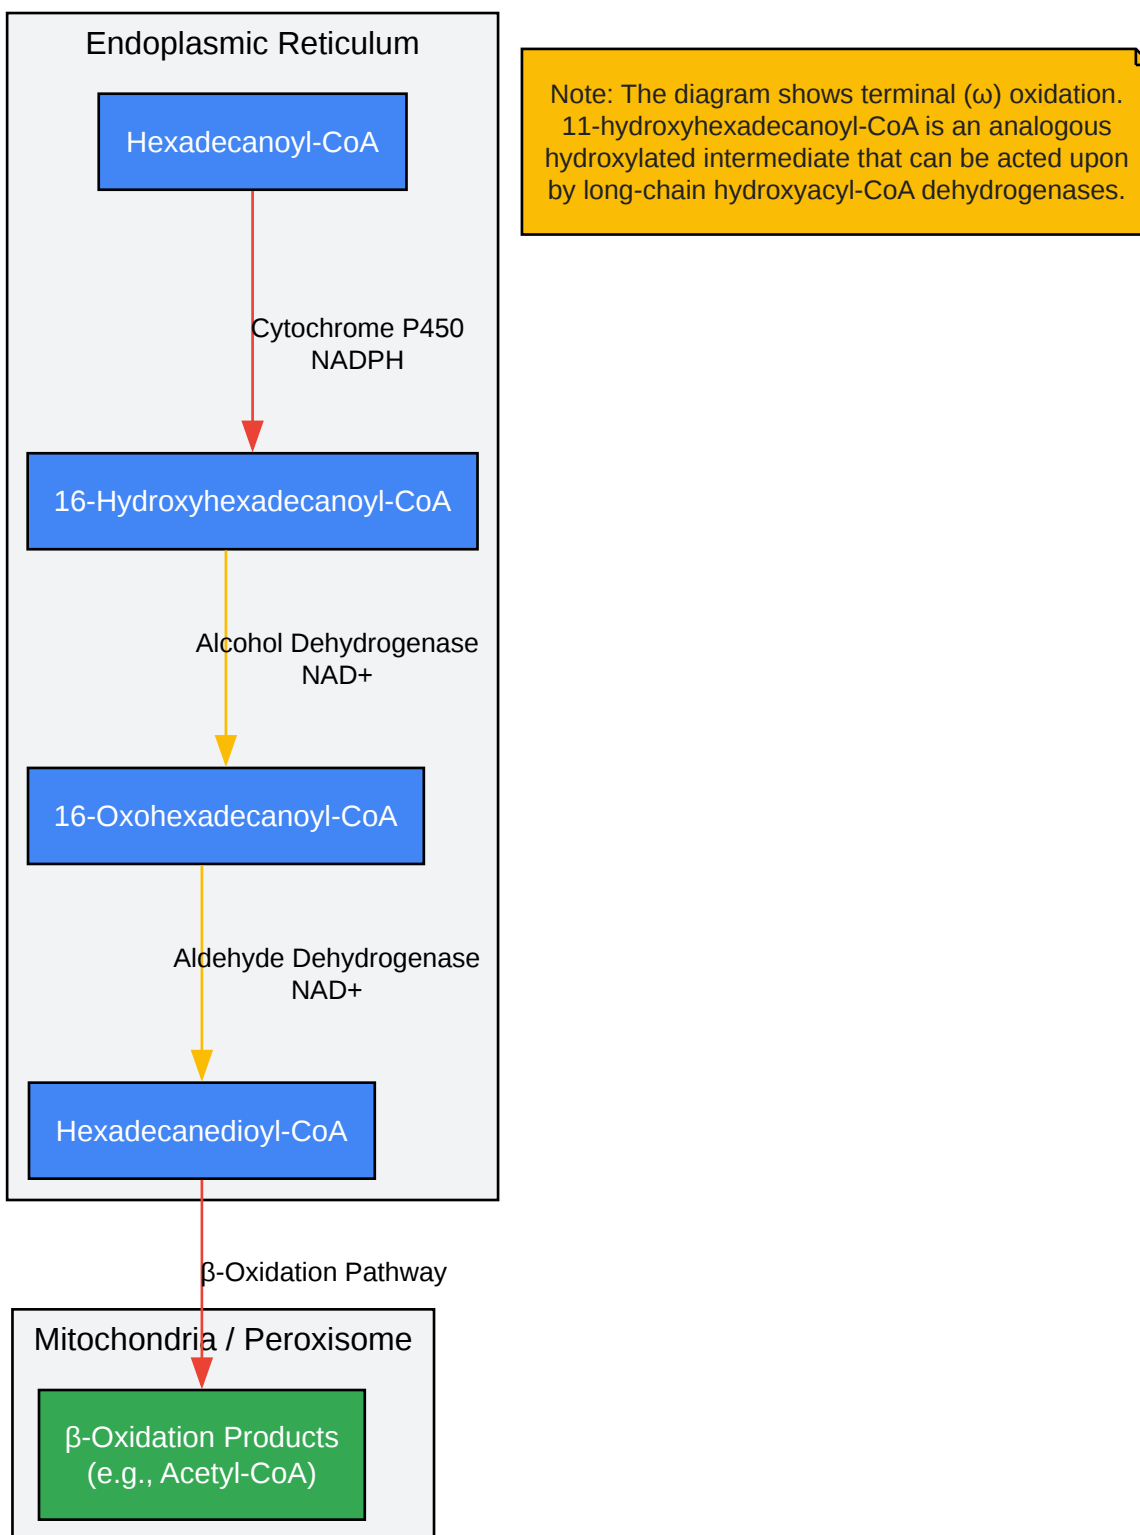 Endoplasmic Reticulum
Hexadecanoyl-CoA
Note: The diagram shows terminal (ω) oxidation.
11-hydroxyhexadecanoyl-CoA is an analogous
hydroxylated intermediate that can be acted upon
by long-chain hydroxyacyl-CoA dehydrogenases.
Cytochrome P450
NADPH
16-Hydroxyhexadecanoyl-CoA
Alcohol Dehydrogenase
NAD+
16-Oxohexadecanoyl-CoA
Aldehyde Dehydrogenase
NAD+
Hexadecanedioyl-CoA
β-Oxidation Pathway
Mitochondria / Peroxisome
β-Oxidation Products
(e.g., Acetyl-CoA)